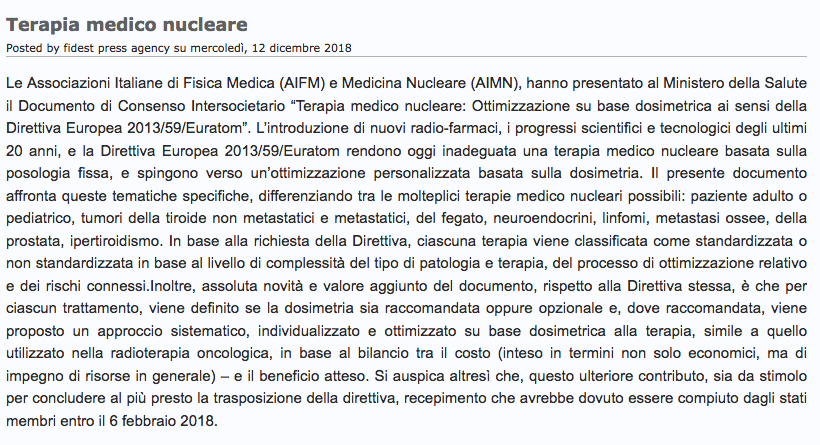 Terapia medico nucleare
Posted by fidest press agency su mercoledì, 12 dicembre 2018
Le Associazioni Italiane di Fisica Medica (AIFM) e Medicina Nucleare (AIMN), hanno presentato al Ministero della Salute
il Documento di Consenso Intersocietario “Terapia medico nucleare: Ottimizzazione su base dosimetrica ai sensi della
Direttiva Europea 2013/59/Euratom”. L’introduzione di nuovi radio-farmaci, i progressi scientifici e tecnologici degli ultimi
20 anni, e la Direttiva Europea 2013/59/Euratom rendono oggi inadeguata una terapia medico nucleare basata sulla
posologia fissa, e spingono verso un’ottimizzazione personalizzata basata sulla dosimetria. Il presente documento
affronta queste tematiche specifiche, differenziando tra le molteplici terapie medico nucleari possibili: paziente adulto o
pediatrico, tumori della tiroide non metastatici e metastatici, del fegato, neuroendocrini, linfomi, metastasi ossee, della
prostata, ipertiroidismo. In base alla richiesta della Direttiva, ciascuna terapia viene classificata come standardizzata o
non standardizzata in base al livello di complessità del tipo di patologia e terapia, del processo di ottimizzazione relativo
e dei rischi connessi.Inoltre, assoluta novità e valore aggiunto del documento, rispetto alla Direttiva stessa, è che per
ciascun trattamento, viene definito se la dosimetria sia raccomandata oppure opzionale e, dove raccomandata, viene
proposto un approccio sistematico, individualizzato e ottimizzato su base dosimetrica alla terapia, simile a quello
utilizzato nella radioterapia oncologica, in base al bilancio tra il costo (inteso in termini non solo economici, ma di
impegno di risorse in generale) – e il beneficio atteso. Si auspica altresì che, questo ulteriore contributo, sia da stimolo
per concludere al più presto la trasposizione della direttiva, recepimento che avrebbe dovuto essere compiuto dagli stati
membri entro il 6 febbraio 2018.